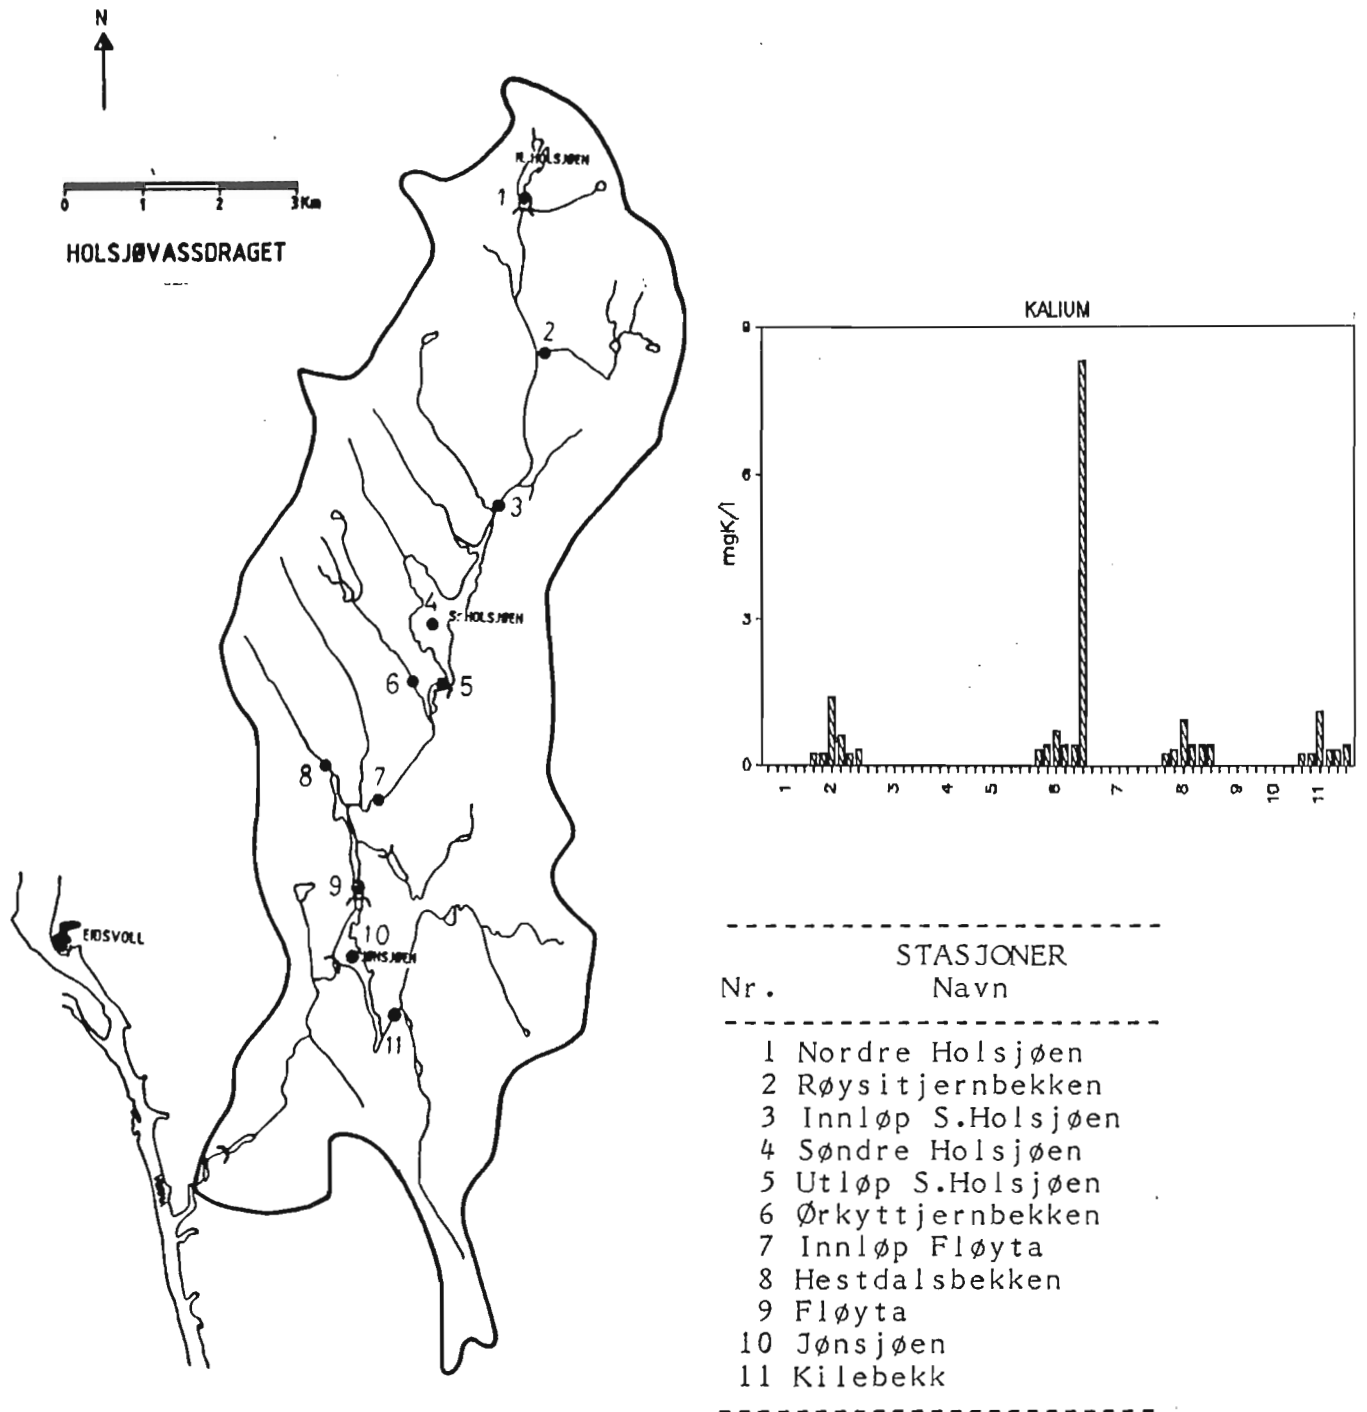 N
0 1 2 3 Km
HOLSJØVASSDRAGET
N. HOLSJØEN
1
2
3
4
S. HOLSJØEN
6
5
8
7
9
10
JØNSJØEN
11
EIDSVOLL
KALIUM
9
6
3
0
mgK/l
1 2 3 4 5 6 7 8 9 10 11
STASJONER
Nr. Navn
1 Nordre Holsjøen
2 Røysitjernbekken
3 Innløp S.Holsjøen
4 Søndre Holsjøen
5 Utløp S.Holsjøen
6 Ørkyttjernbekken
7 Innløp Fløyta
8 Hestdalsbekken
9 Fløyta
10 Jønsjøen
11 Kilebekk